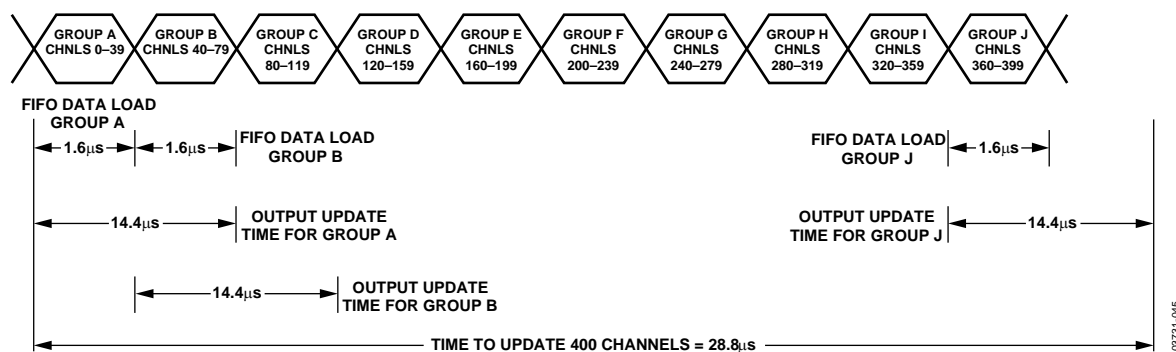 GROUP A
CHNLS 0–39
GROUP B
CHNLS 40–79
GROUP C
CHNLS
80–119
GROUP D
CHNLS
120–159
GROUP E
CHNLS
160–199
GROUP F
CHNLS
200–239
GROUP G
CHNLS
240–279
GROUP H
CHNLS
280–319
GROUP I
CHNLS
320–359
GROUP J
CHNLS
360–399
FIFO DATA LOAD
GROUP A
1.6μs
1.6μs
FIFO DATA LOAD
GROUP B
FIFO DATA LOAD
GROUP J
1.6μs
14.4μs
OUTPUT UPDATE
TIME FOR GROUP A
OUTPUT UPDATE
TIME FOR GROUP J
14.4μs
14.4μs
OUTPUT UPDATE
TIME FOR GROUP B
TIME TO UPDATE 400 CHANNELS = 28.8μs